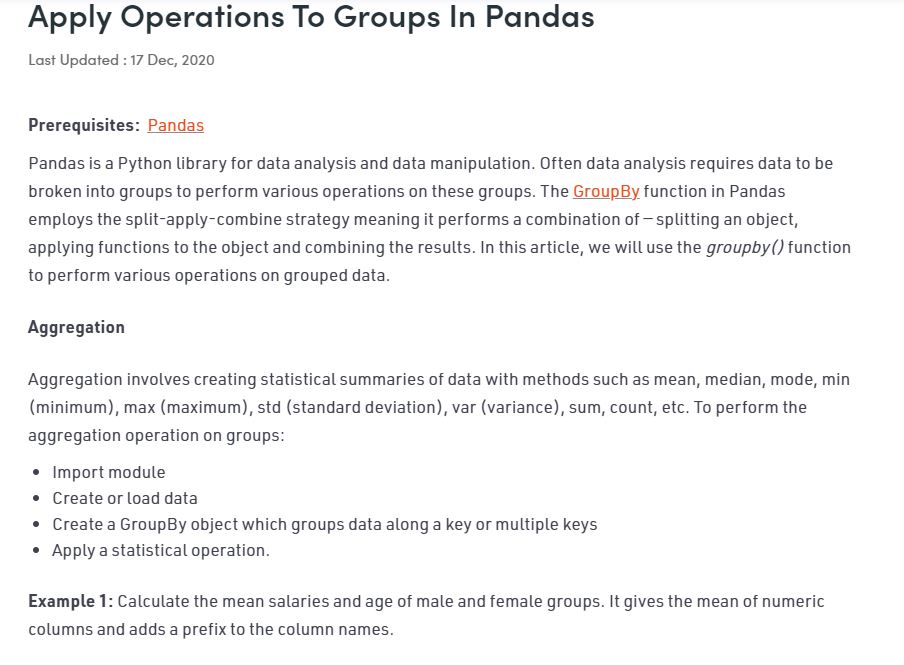 Apply Operations To Groups In Pandas
Last Updated : 17 Dec, 2020
Prerequisites: Pandas
Pandas is a Python library for data analysis and data manipulation. Often data analysis requires data to be
broken into groups to perform various operations on these groups. The GroupBy function in Pandas
employs the split-apply-combine strategy meaning it performs a combination of — splitting an object,
applying functions to the object and combining the results. In this article, we will use the groupby() function
to perform various operations on grouped data.
Aggregation
Aggregation involves creating statistical summaries of data with methods such as mean, median, mode, min
(minimum), max (maximum), std (standard deviation), var (variance), sum, count, etc. To perform the
aggregation operation on groups:
• Import module
• Create or load data
• Create a GroupBy object which groups data along a key or multiple keys
• Apply a statistical operation.
Example 1: Calculate the mean salaries and age of male and female groups. It gives the mean of numeric
columns and adds a prefix to the column names.